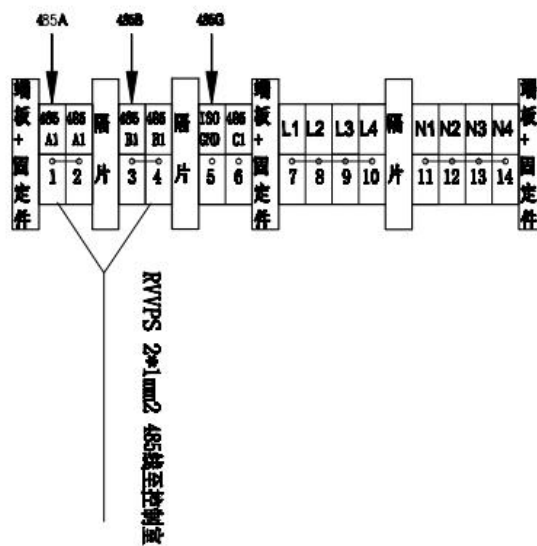 485A 485B 485G
端板+固定件
485 A1
485 A1
隔片
485 B1
485 B1
隔片
ISO GND
485 C1
端板+固定件
L1 L2 L3 L4
隔片
N1 N2 N3 N4
端板+固定件
1 2 3 4 5 6 7 8 9 10 11 12 13 14
RVVPS 2*1mm2 485线至控制室